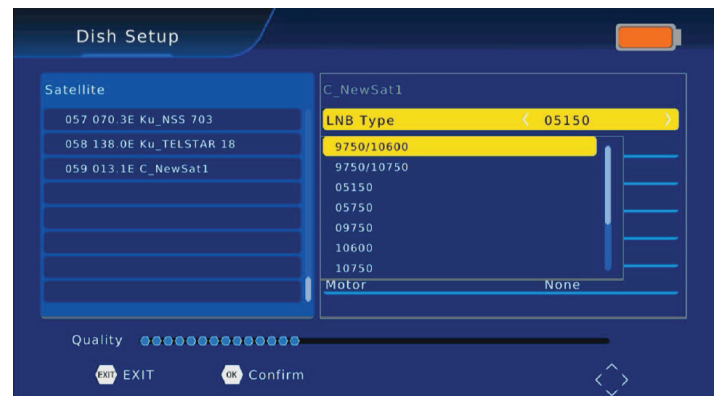 Dish Setup
Satellite
057 070.3E Ku_NSS 703
058 138.0E Ku_TELSTAR 18
059 013.1E C_NewSat1
C_NewSat1
LNB Type 05150
9750/10600
9750/10750
05150
05750
09750
10600
10750
Motor None
Quality
EXIT EXIT OK Confirm